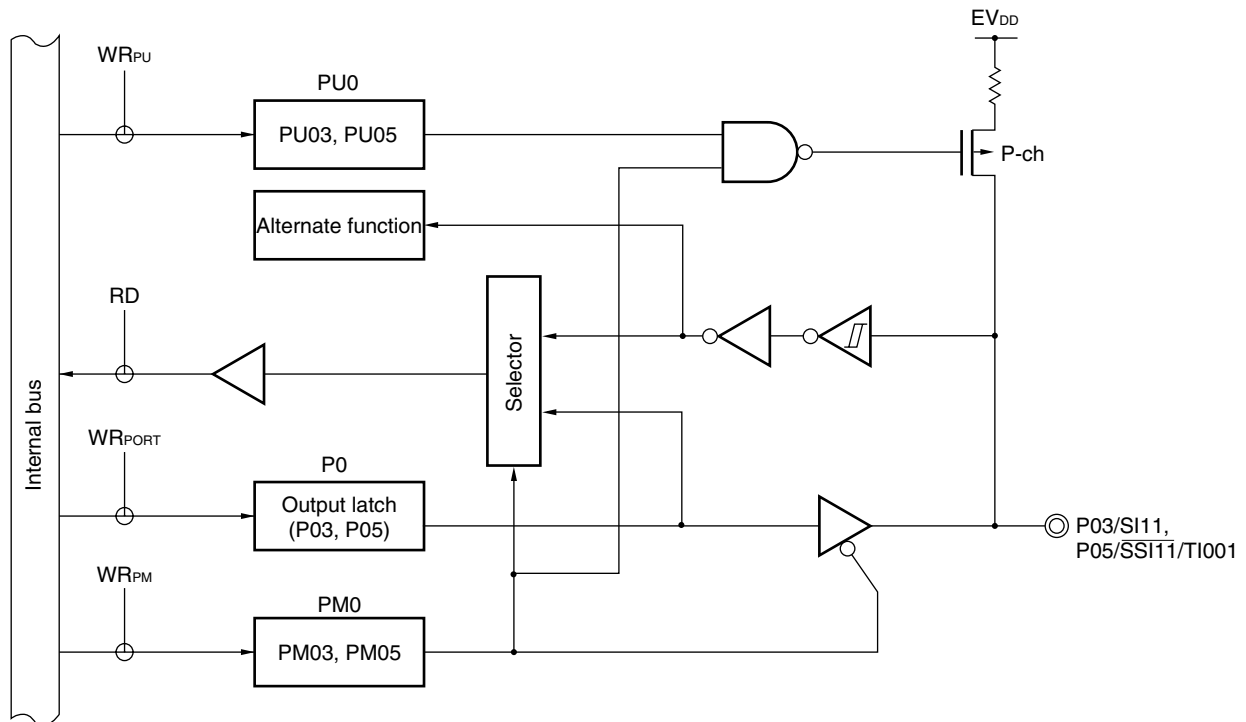 EVDD
WRPU
PU0
PU03, PU05
P-ch
Alternate function
RD
Selector
Internal bus
WRPORT
P0
Output latch
(P03, P05)
P03/SI11,
P05/SSI11/TI001
WRPM
PM0
PM03, PM05